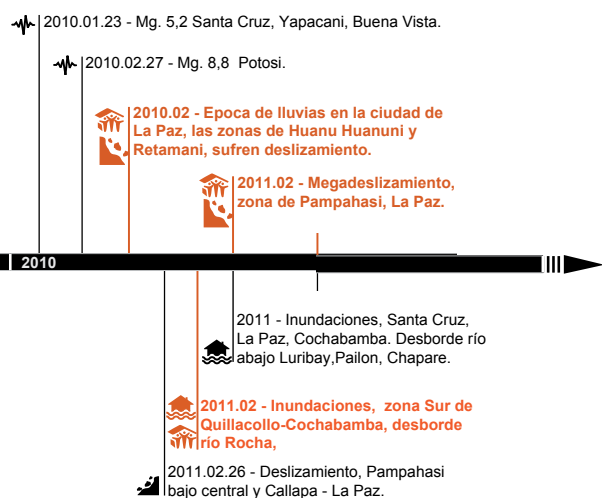 2010.01.23 - Mg. 5,2 Santa Cruz, Yapacani, Buena Vista.
2010.02.27 - Mg. 8,8  Potosi.
2010.02 - Epoca de lluvias en la ciudad de
La Paz, las zonas de Huanu Huanuni y
Retamani, sufren deslizamiento.
2011.02 - Megadeslizamiento,
zona de Pampahasi, La Paz.
2010
2011 - Inundaciones, Santa Cruz,
La Paz, Cochabamba. Desborde río
abajo Luribay,Pailon, Chapare.
2011.02 - Inundaciones,  zona Sur de
Quillacollo-Cochabamba, desborde
río Rocha,
2011.02.26 - Deslizamiento, Pampahasi
bajo central y Callapa - La Paz.